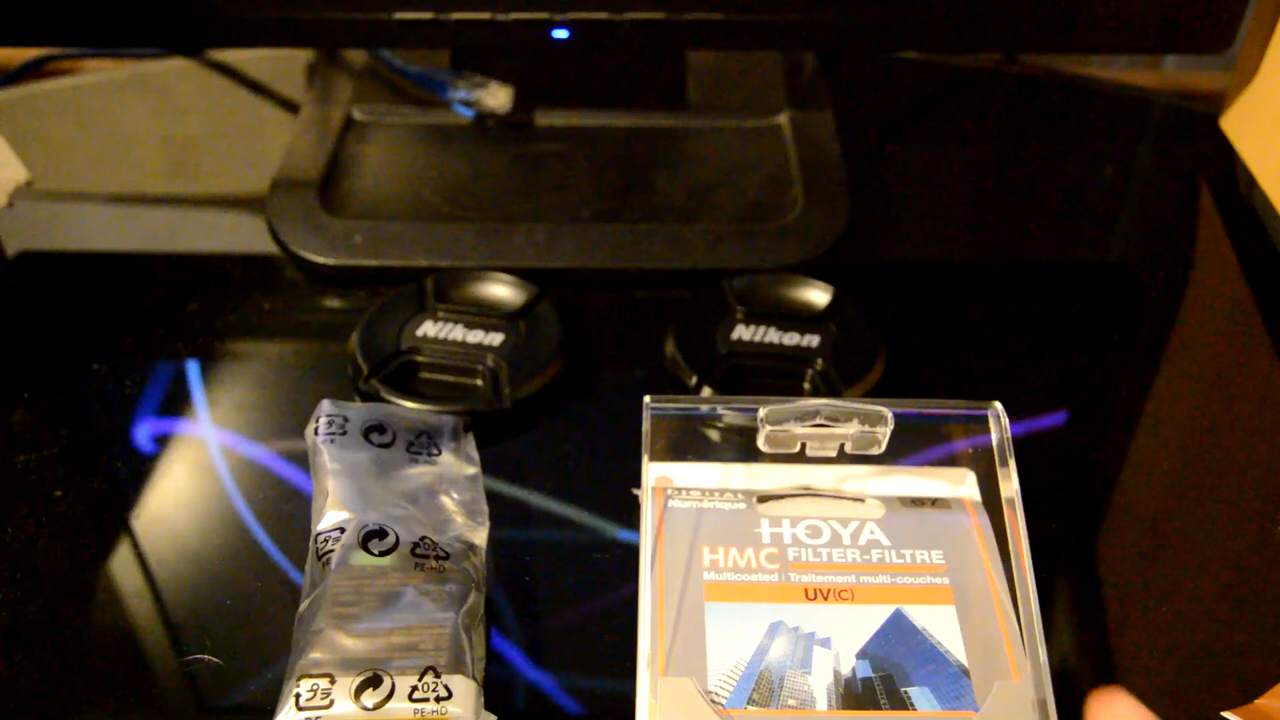 Nikon
Nikon
DIGITAL
Numérique
67
HOYA
HMC FILTER-FILTRE
Multicoated | Traitement multi-couches
UV(C)
PE-HD
02
PE-HD
02
PE-HD